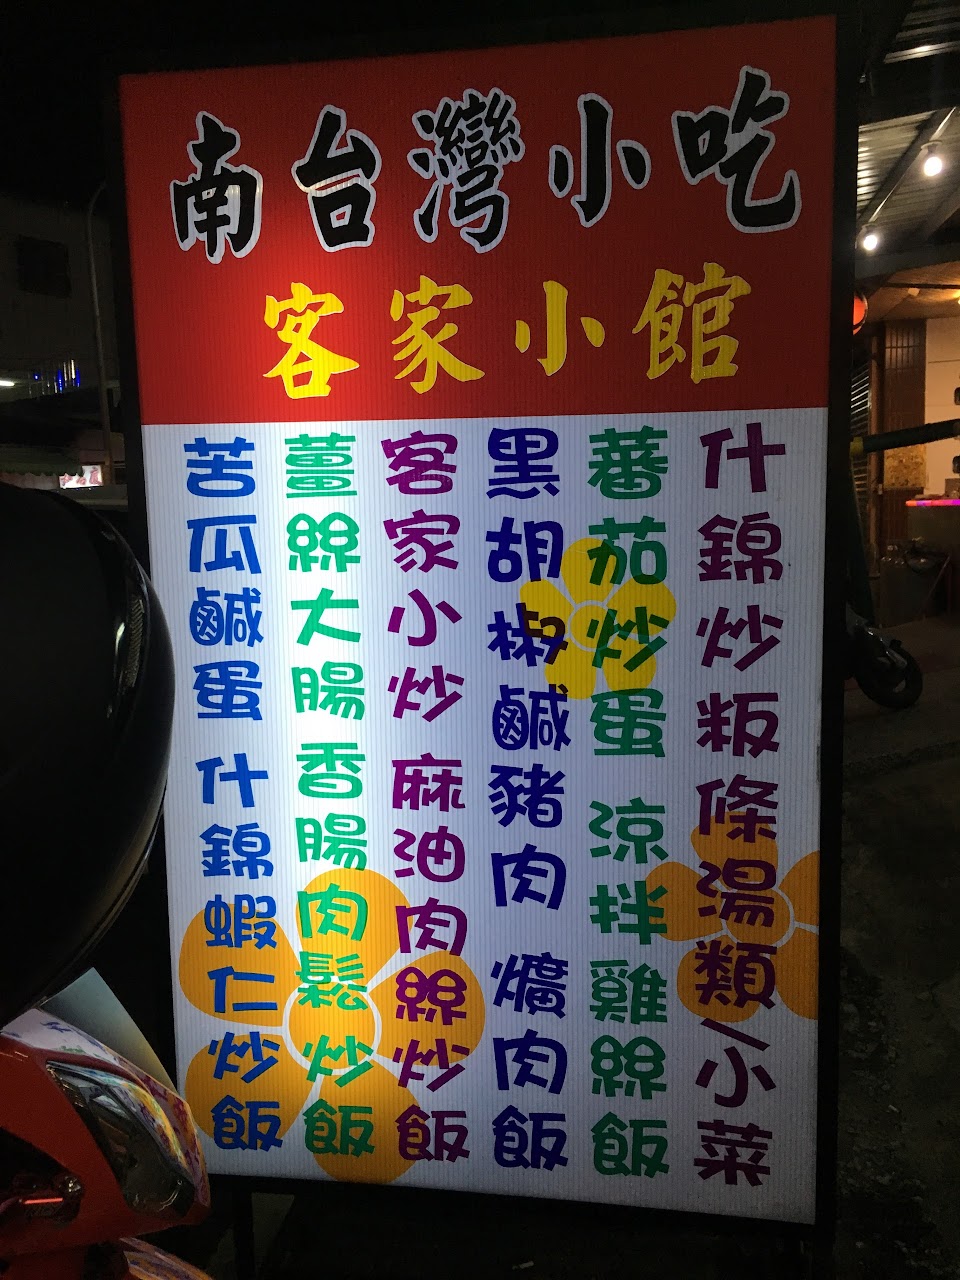 南台灣小吃
客家小館
什錦炒粄條湯類/小菜
蕃茄炒蛋 涼拌雞絲飯
黑胡椒鹹豬肉 爌肉飯
客家小炒 麻油肉絲炒飯
薑絲大腸 香腸肉鬆炒飯
苦瓜鹹蛋 什錦蝦仁炒飯